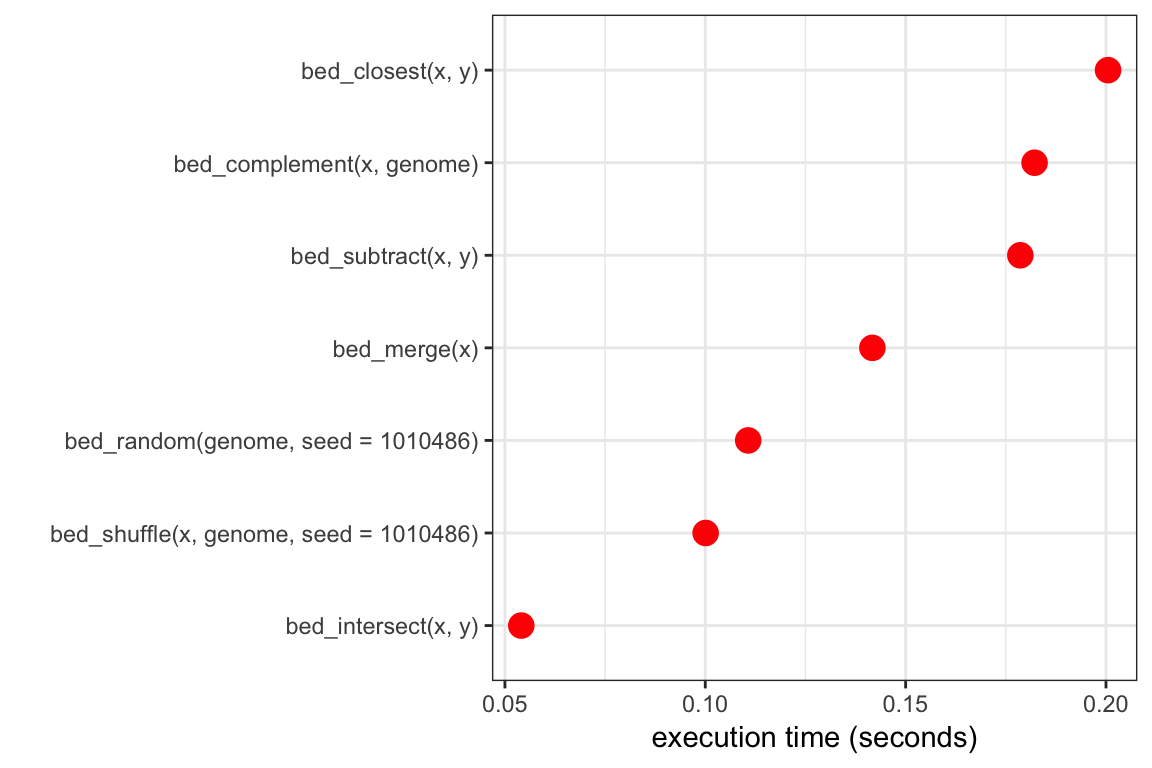 bed_closest(x, y)
bed_complement(x, genome)
bed_subtract(x, y)
bed_merge(x)
bed_random(genome, seed = 1010486)
bed_shuffle(x, genome, seed = 1010486)
bed_intersect(x, y)
0.05 0.10 0.15 0.20
execution time (seconds)